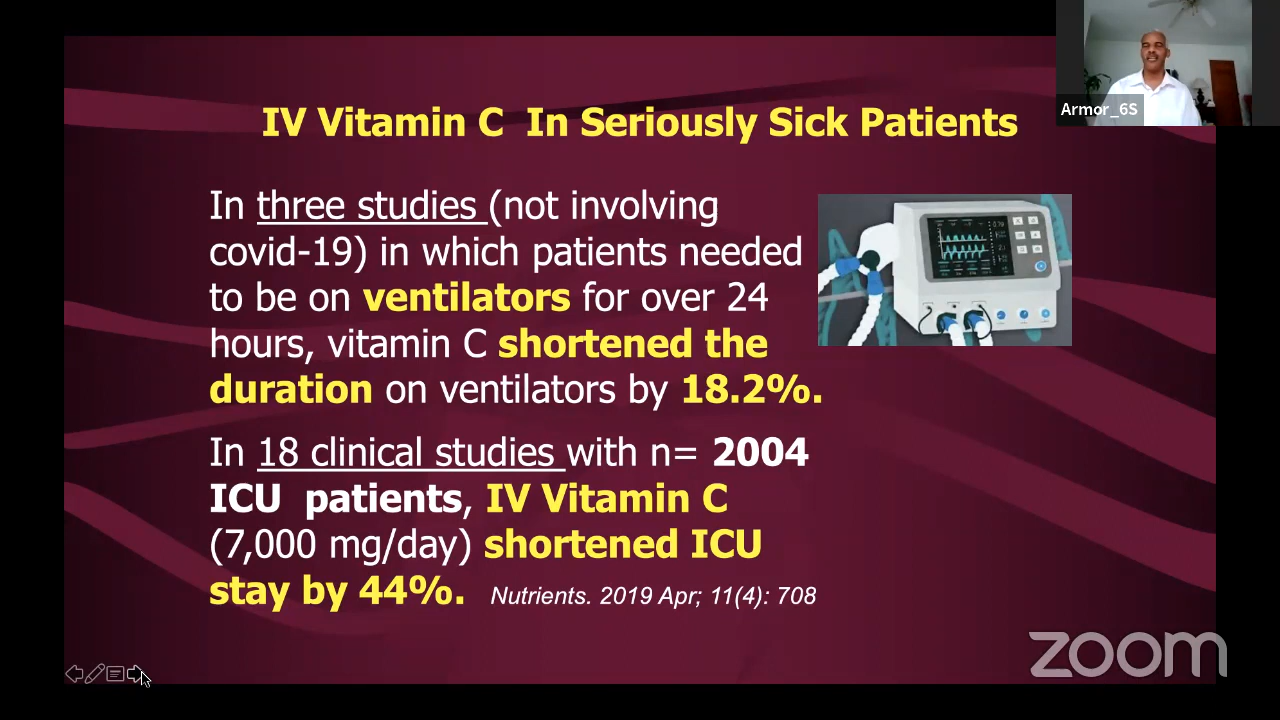 Armor_6S
IV Vitamin C In Seriously Sick Patients
In three studies (not involving
covid-19) in which patients needed
to be on ventilators for over 24
hours, vitamin C shortened the
duration on ventilators by 18.2%.
In 18 clinical studies with n= 2004
ICU patients, IV Vitamin C
(7,000 mg/day) shortened ICU
stay by 44%. Nutrients. 2019 Apr; 11(4): 708
zoom